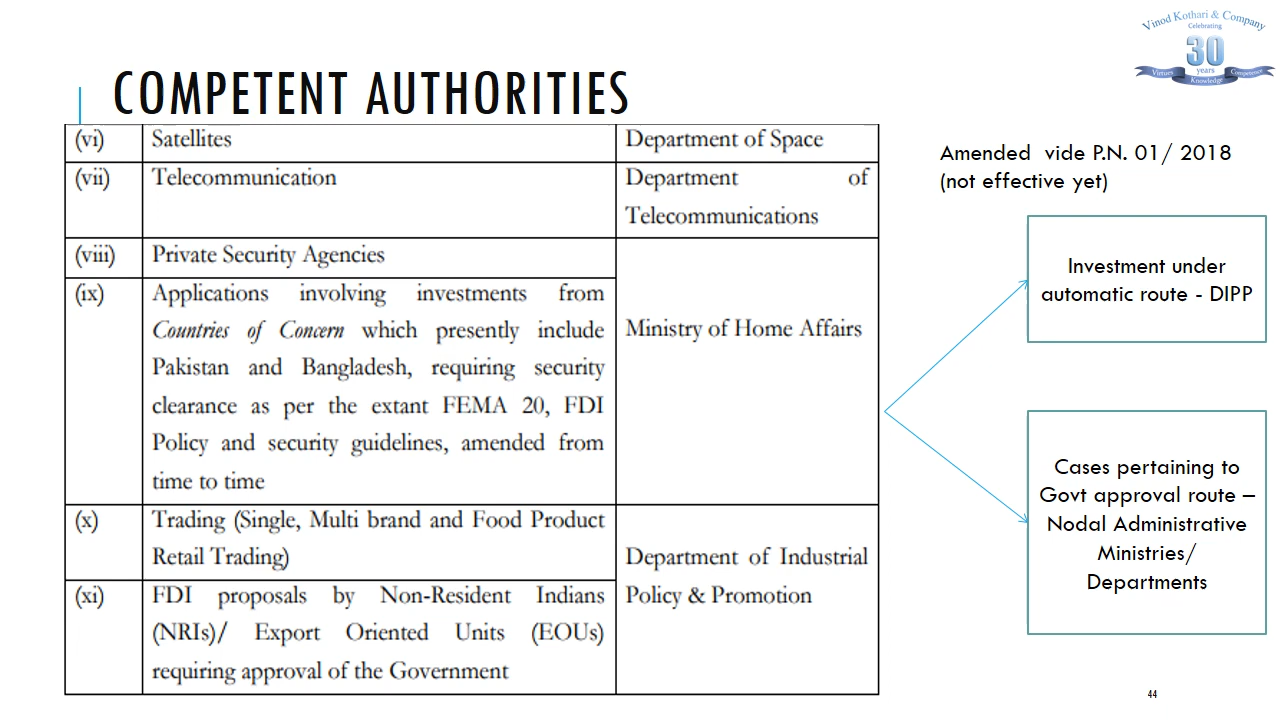 Vinod Kothari & Company
Celebrating
30
years
Virtues
Knowledge
Competence
COMPETENT AUTHORITIES
(vi) Satellites Department of Space
(vii) Telecommunication Department of
Telecommunications
(viii) Private Security Agencies
(ix) Applications involving investments from
Countries of Concern which presently include
Pakistan and Bangladesh, requiring security
clearance as per the extant FEMA 20, FDI
Policy and security guidelines, amended from
time to time
Ministry of Home Affairs
(x) Trading (Single, Multi brand and Food Product
Retail Trading)
(xi) FDI proposals by Non-Resident Indians
(NRIs)/ Export Oriented Units (EOUs)
requiring approval of the Government
Department of Industrial
Policy & Promotion
Amended vide P.N. 01/ 2018
(not effective yet)
Investment under
automatic route - DIPP
Cases pertaining to
Govt approval route –
Nodal Administrative
Ministries/
Departments
44